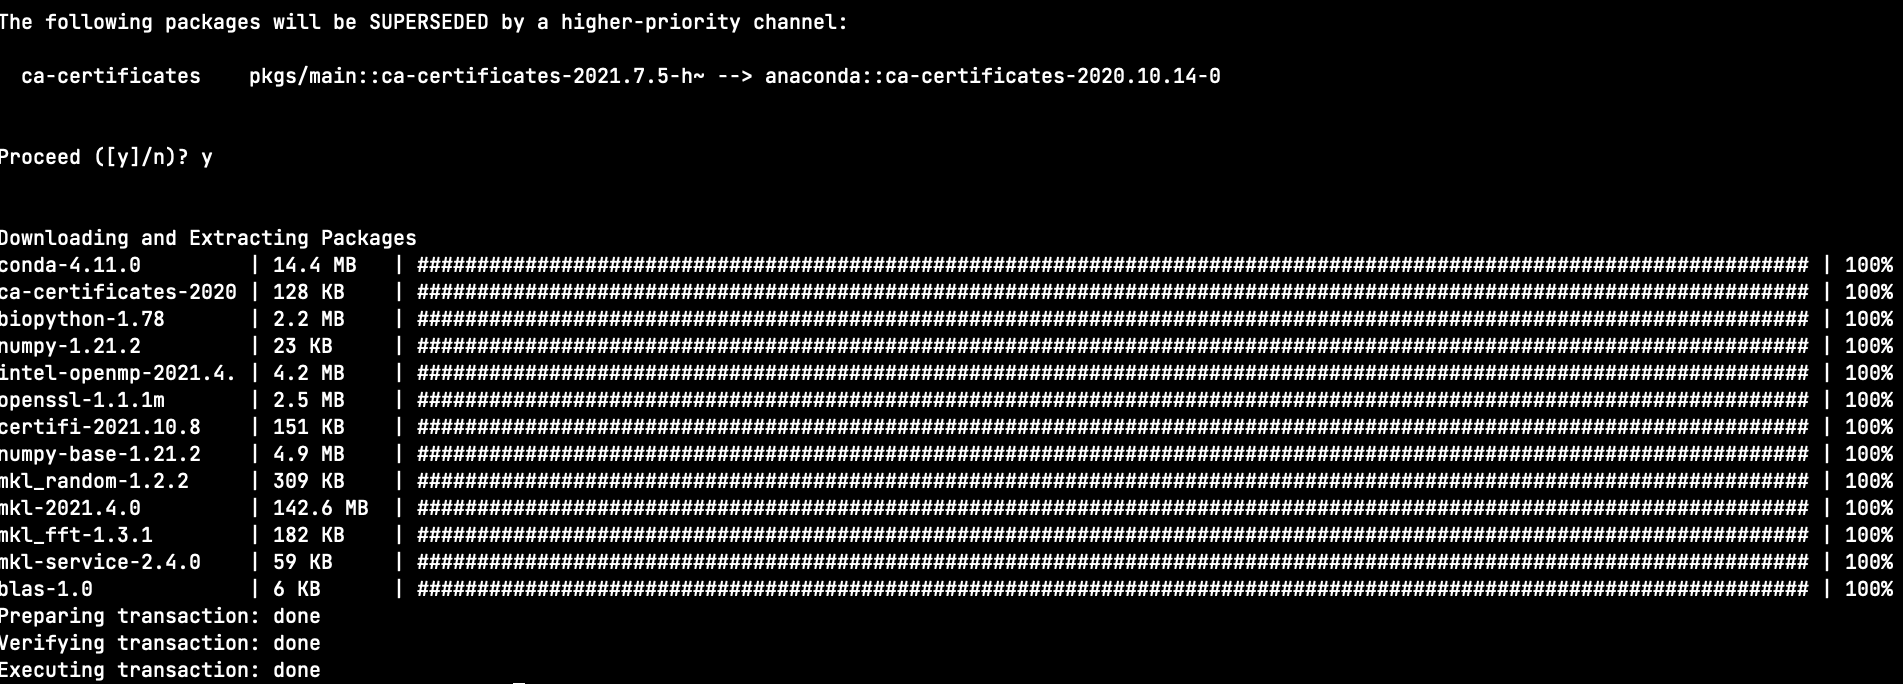 The following packages will be SUPERSEDED by a higher-priority channel:
ca-certificates    pkgs/main::ca-certificates-2021.7.5-h~ --> anaconda::ca-certificates-2020.10.14-0
Proceed ([y]/n)? y
Downloading and Extracting Packages
conda-4.11.0         | 14.4 MB   | #################################################################################################################### | 100%
ca-certificates-2020 | 128 KB    | #################################################################################################################### | 100%
biopython-1.78       | 2.2 MB    | #################################################################################################################### | 100%
numpy-1.21.2         | 23 KB     | #################################################################################################################### | 100%
intel-openmp-2021.4. | 4.2 MB    | #################################################################################################################### | 100%
openssl-1.1.1m       | 2.5 MB    | #################################################################################################################### | 100%
certifi-2021.10.8    | 151 KB    | #################################################################################################################### | 100%
numpy-base-1.21.2    | 4.9 MB    | #################################################################################################################### | 100%
mkl_random-1.2.2     | 309 KB    | #################################################################################################################### | 100%
mkl-2021.4.0         | 142.6 MB  | #################################################################################################################### | 100%
mkl_fft-1.3.1        | 182 KB    | #################################################################################################################### | 100%
mkl-service-2.4.0    | 59 KB     | #################################################################################################################### | 100%
blas-1.0             | 6 KB      | #################################################################################################################### | 100%
Preparing transaction: done
Verifying transaction: done
Executing transaction: done